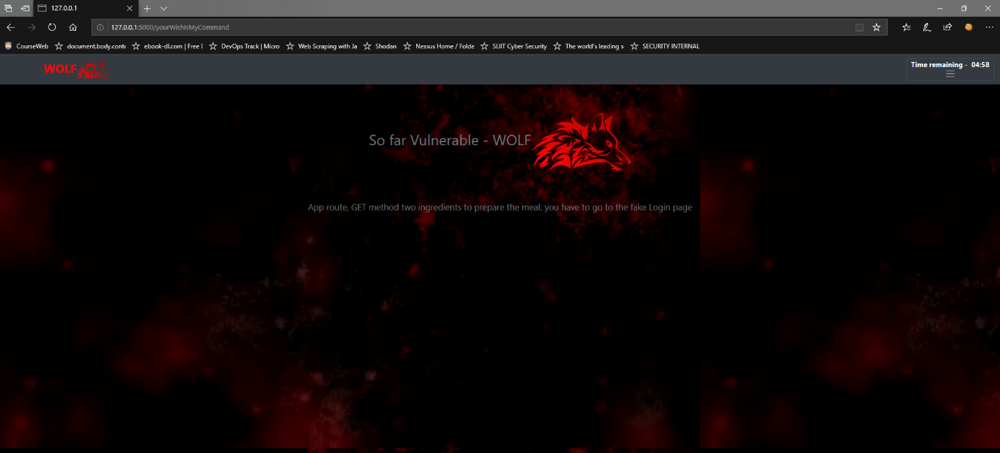 127.0.0.1
127.0.0.1:5000/yourWishIsMyCommand
CourseWeb document.body.conte ebook-dl.com | Free l DevOps Track | Micro Web Scraping with Ja Shodan Nessus Home / Folde SLIIT Cyber Security The world's leading s SECURITY INTERNAL
WOLF Time remaining - 04:58
So far Vulnerable - WOLF
App route, GET method two ingredients to prepare the meal. you have to go to the fake Login page